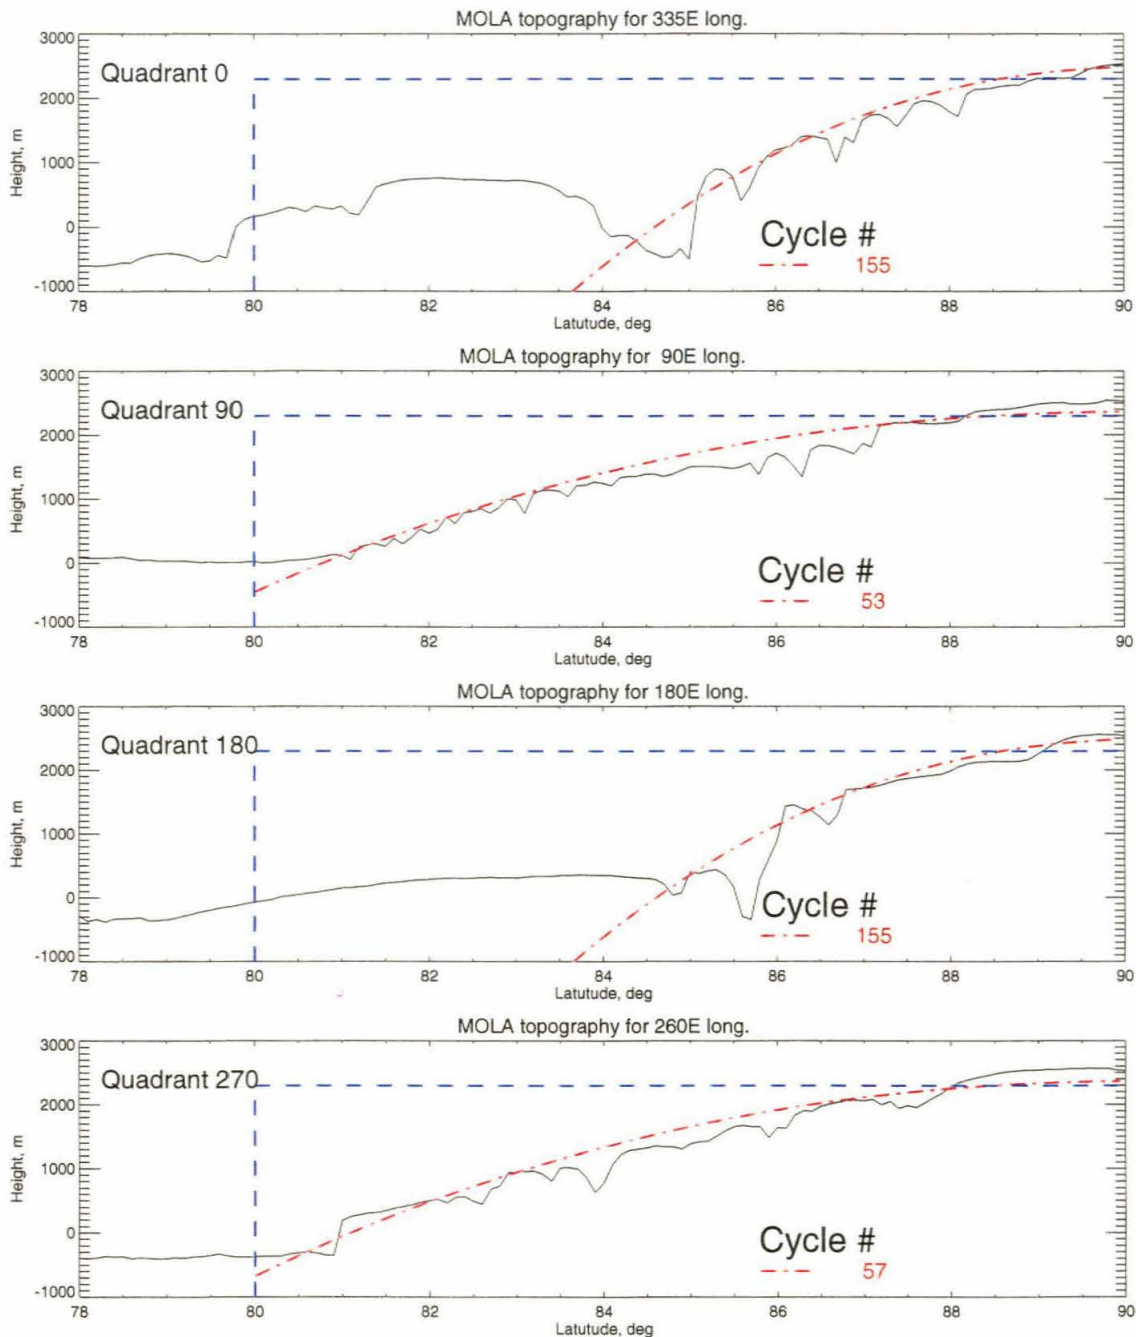 MOLA topography for 335E long.
Quadrant 0
Height, m
3000
2000
1000
0
-1000
Cycle #
155
78 80 82 84 86 88 90
Latutude, deg
MOLA topography for 90E long.
Quadrant 90
Height, m
3000
2000
1000
0
-1000
Cycle #
53
78 80 82 84 86 88 90
Latutude, deg
MOLA topography for 180E long.
Quadrant 180
Height, m
3000
2000
1000
0
-1000
Cycle #
155
78 80 82 84 86 88 90
Latutude, deg
MOLA topography for 260E long.
Quadrant 270
Height, m
3000
2000
1000
0
-1000
Cycle #
57
78 80 82 84 86 88 90
Latutude, deg